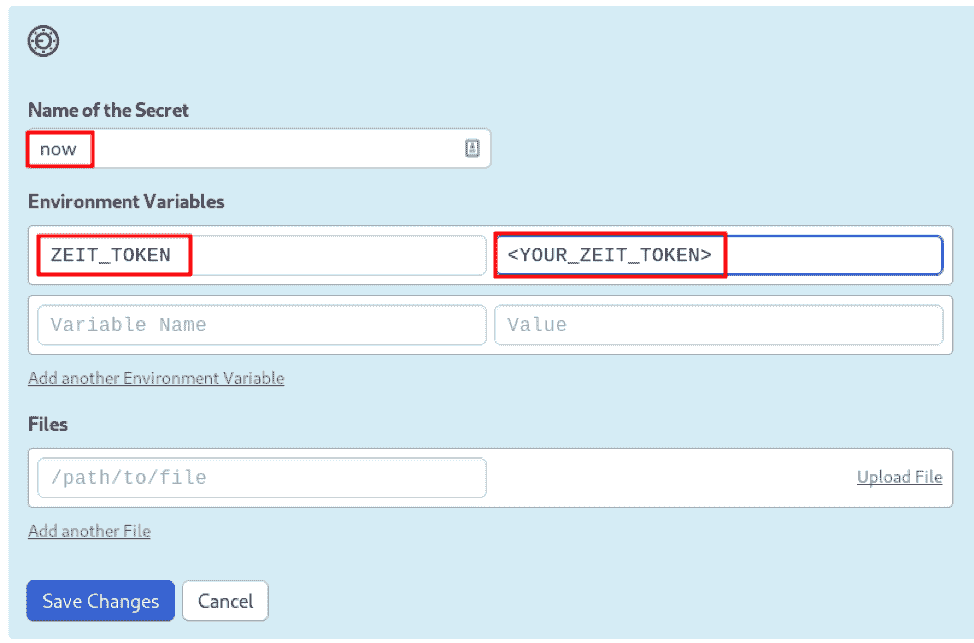 Name of the Secret
now
Environment Variables
ZEIT_TOKEN <YOUR_ZEIT_TOKEN>
Variable Name Value
Add another Environment Variable
Files
/path/to/file Upload File
Add another File
Save Changes Cancel